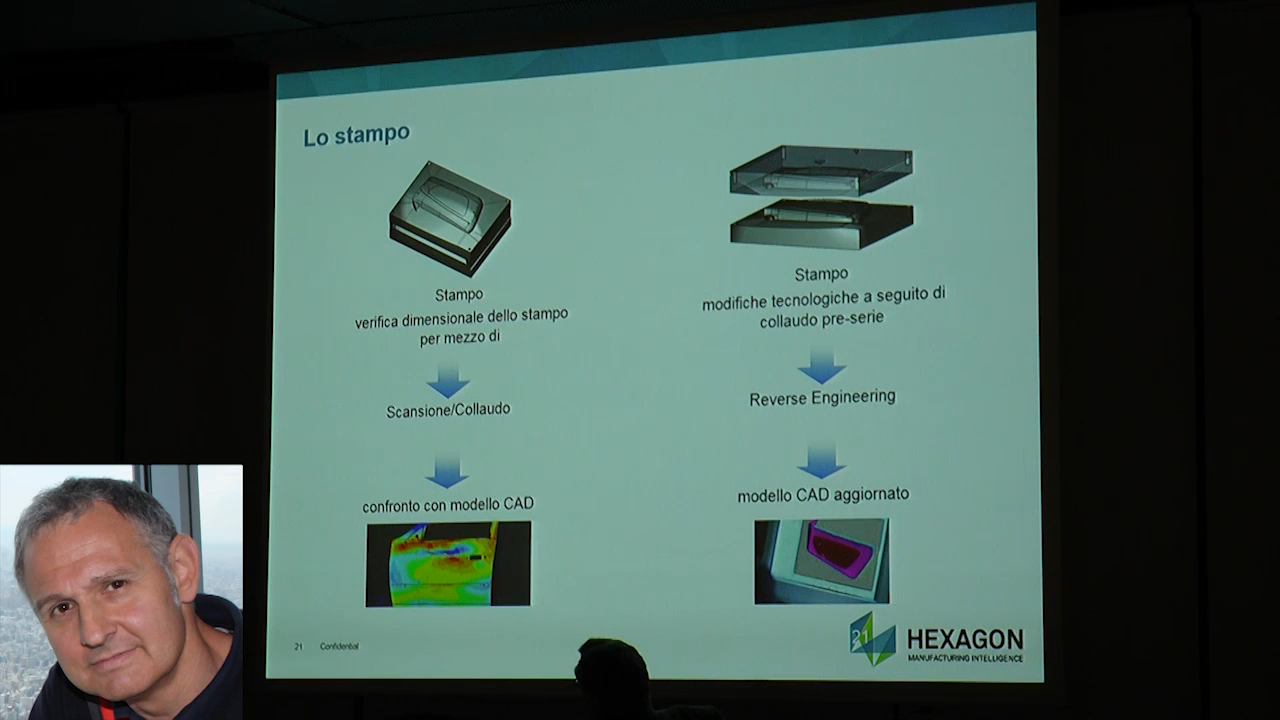 Lo stampo
Stampo
verifica dimensionale dello stampo
per mezzo di
Scansione/Collaudo
confronto con modello CAD
Stampo
modifiche tecnologiche a seguito di
collaudo pre-serie
Reverse Engineering
modello CAD aggiornato
21 Confidential
21
HEXAGON
MANUFACTURING INTELLIGENCE